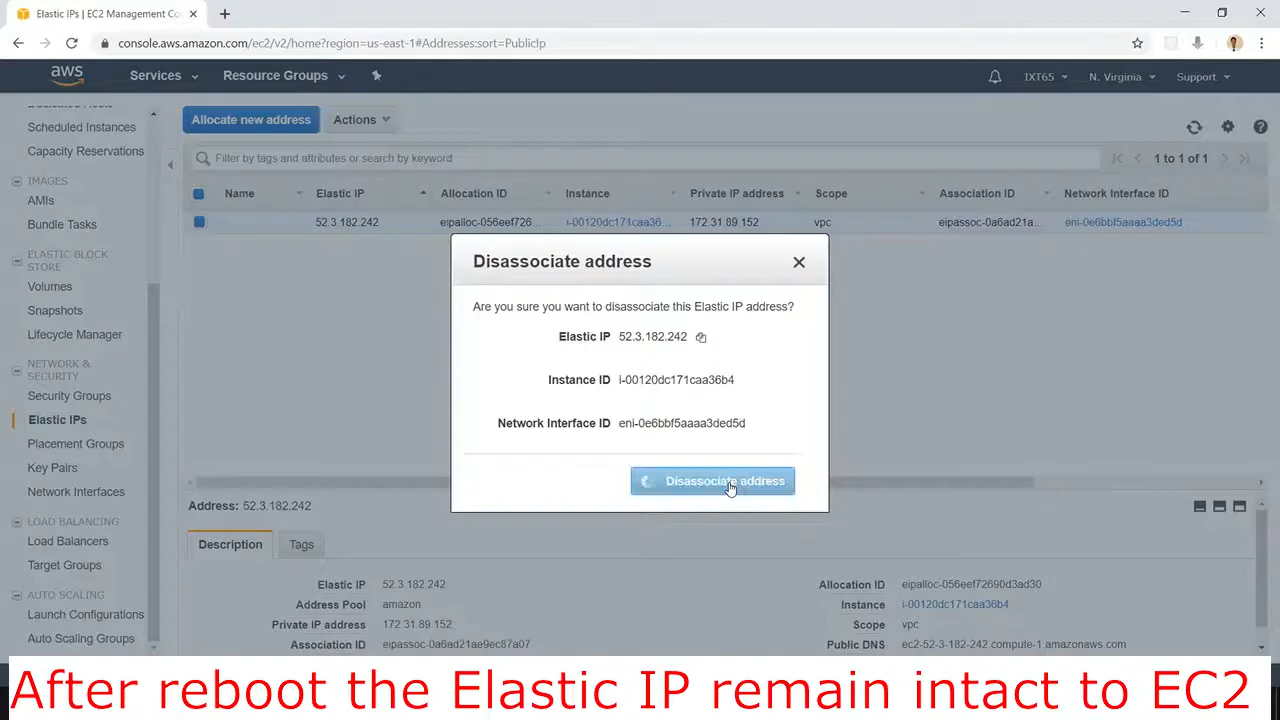 Elastic IPs | EC2 Management Co
console.aws.amazon.com/ec2/v2/home?region=us-east-1#Addresses:sort=PublicIp
aws Services Resource Groups IXT65 N. Virginia Support
Scheduled Instances
Capacity Reservations
IMAGES
AMIs
Bundle Tasks
ELASTIC BLOCK
STORE
Volumes
Snapshots
Lifecycle Manager
NETWORK &
SECURITY
Security Groups
Elastic IPs
Placement Groups
Key Pairs
Network Interfaces
LOAD BALANCING
Load Balancers
Target Groups
AUTO SCALING
Launch Configurations
Auto Scaling Groups
Allocate new address Actions
Filter by tags and attributes or search by keyword 1 to 1 of 1
Name Elastic IP Allocation ID Instance Private IP address Scope Association ID Network Interface ID
52.3.182.242 eipalloc-056eef726... i-00120dc171caa36... 172.31.89.152 vpc eipassoc-0a6ad21a... eni-0e6bbf5aaaa3ded5d
Disassociate address
Are you sure you want to disassociate this Elastic IP address?
Elastic IP 52.3.182.242
Instance ID i-00120dc171caa36b4
Network Interface ID eni-0e6bbf5aaaa3ded5d
Disassociate address
Address: 52.3.182.242
Description Tags
Elastic IP 52.3.182.242 Allocation ID eipalloc-056eef72690d3ad30
Address Pool amazon Instance i-00120dc171caa36b4
Private IP address 172.31.89.152 Scope vpc
Association ID eipassoc-0a6ad21ae9ec87a07 Public DNS ec2-52-3-182-242.compute-1.amazonaws.com
After reboot the Elastic IP remain intact to EC2